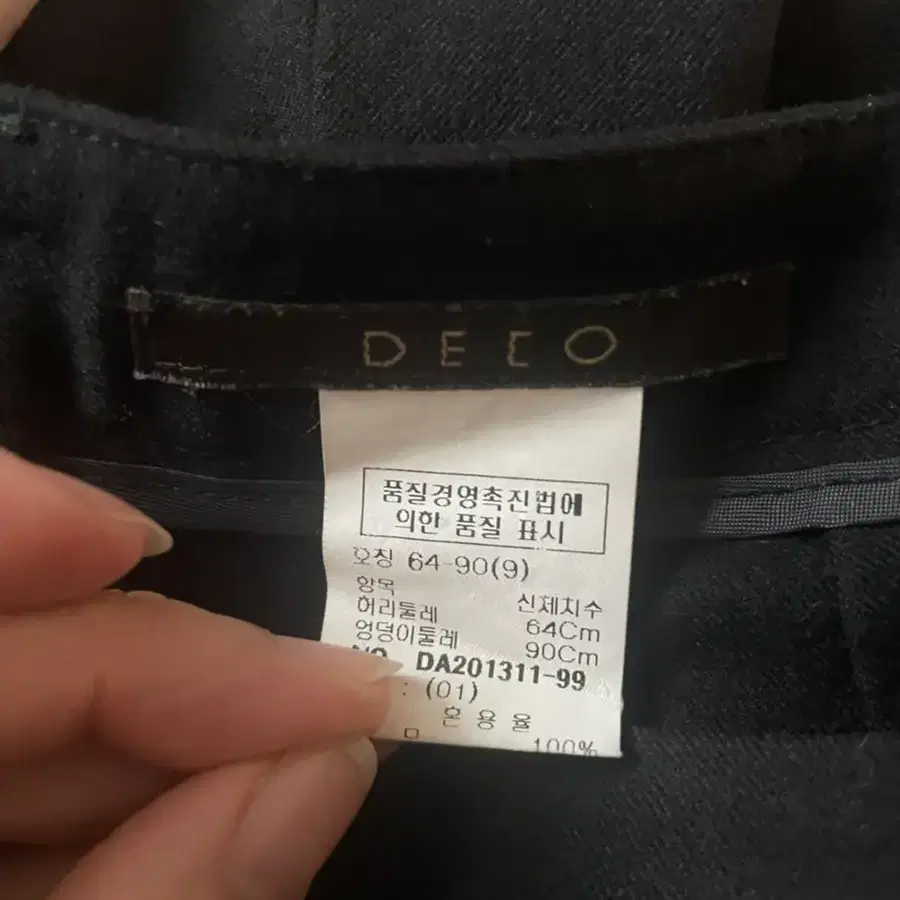 DECO
품질경영촉진법에
의한 품질 표시
호칭 64-90(9)
항목 신체치수
허리둘레 64Cm
엉덩이둘레 90Cm
NO DA201311-99
: (01)
혼용율
100%